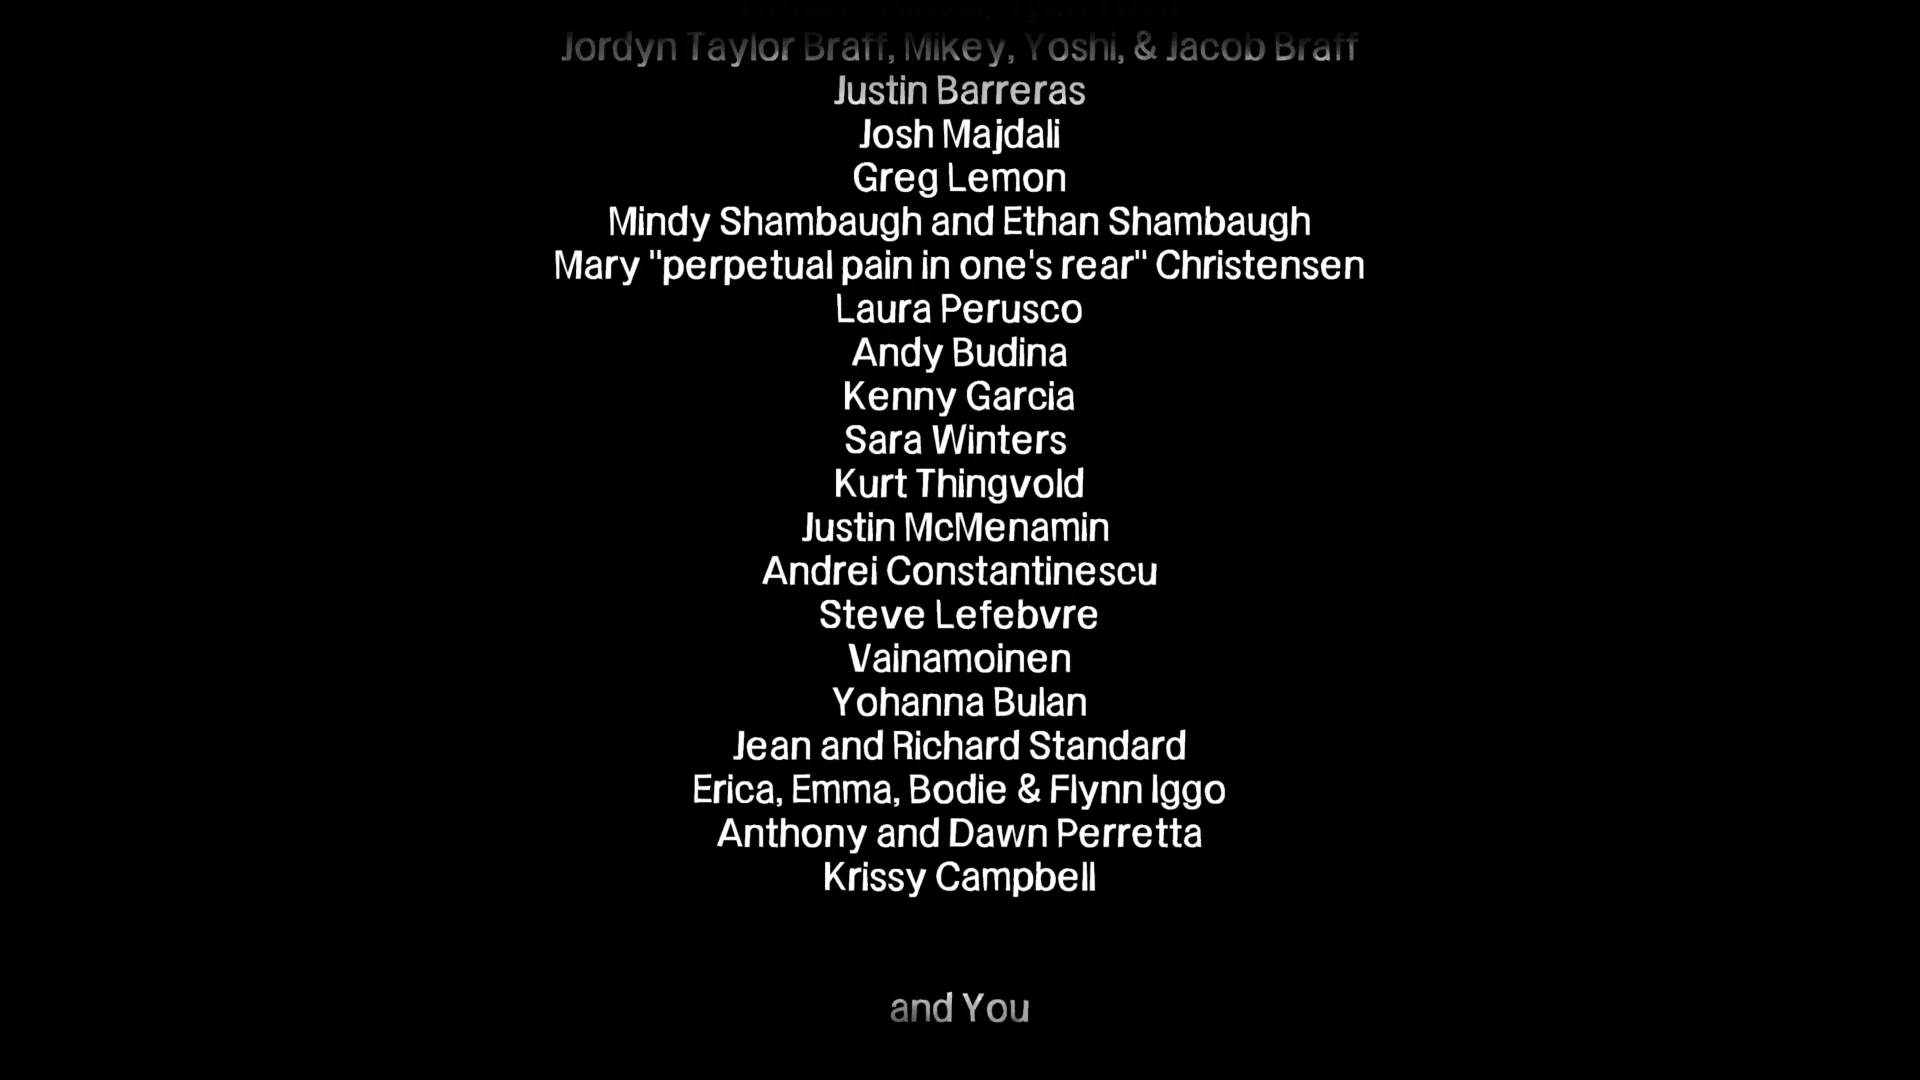 Jordyn Taylor Braff, Mikey, Yoshi, & Jacob Braff
Justin Barreras
Josh Majdali
Greg Lemon
Mindy Shambaugh and Ethan Shambaugh
Mary "perpetual pain in one's rear" Christensen
Laura Perusco
Andy Budina
Kenny Garcia
Sara Winters
Kurt Thingvold
Justin McMenamin
Andrei Constantinescu
Steve Lefebvre
Vainamoinen
Yohanna Bulan
Jean and Richard Standard
Erica, Emma, Bodie & Flynn Iggo
Anthony and Dawn Perretta
Krissy Campbell
and You